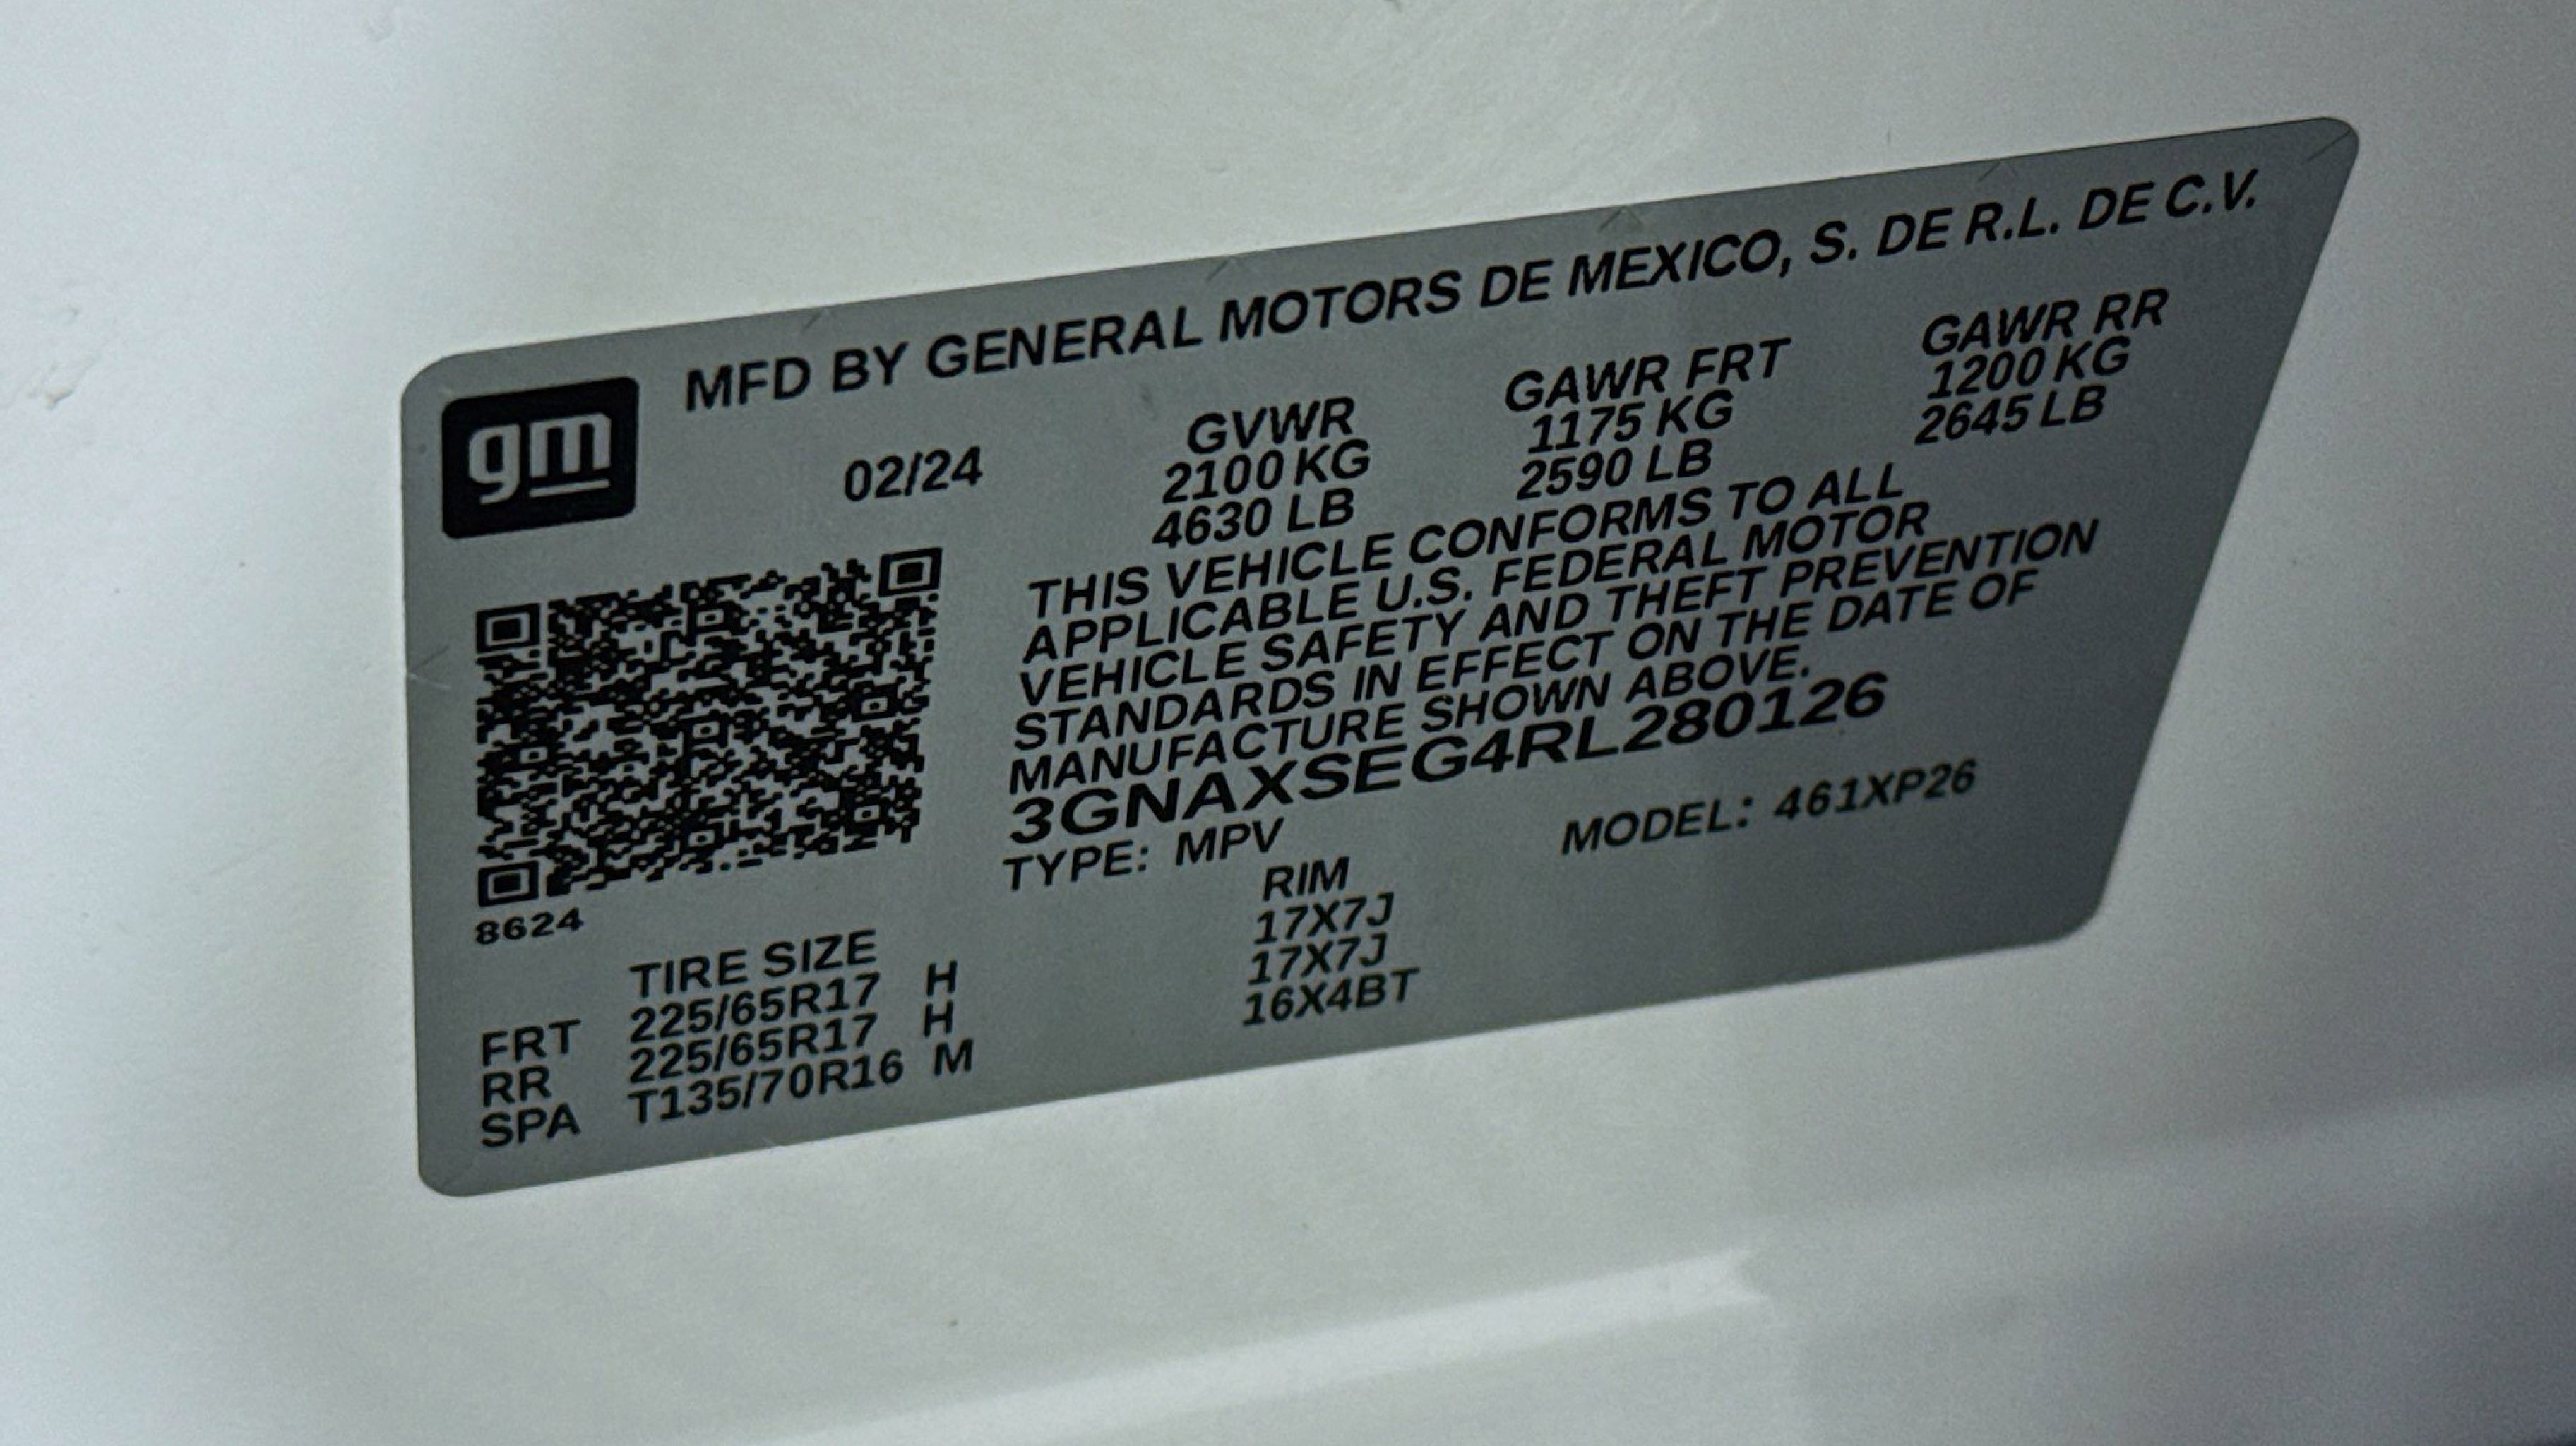 gm
MFD BY GENERAL MOTORS DE MEXICO, S. DE R.L. DE C.V.
02/24
GVWR
2100 KG
4630 LB
GAWR FRT
1175 KG
2590 LB
GAWR RR
1200 KG
2645 LB
THIS VEHICLE CONFORMS TO ALL
APPLICABLE U.S. FEDERAL MOTOR
VEHICLE SAFETY AND THEFT PREVENTION
STANDARDS IN EFFECT ON THE DATE OF
MANUFACTURE SHOWN ABOVE.
3GNAXSEG4RL280126
TYPE: MPV MODEL: 461XP26
8624
TIRE SIZE RIM
FRT 225/65R17 H 17X7J
RR 225/65R17 H 17X7J
SPA T135/70R16 M 16X4BT